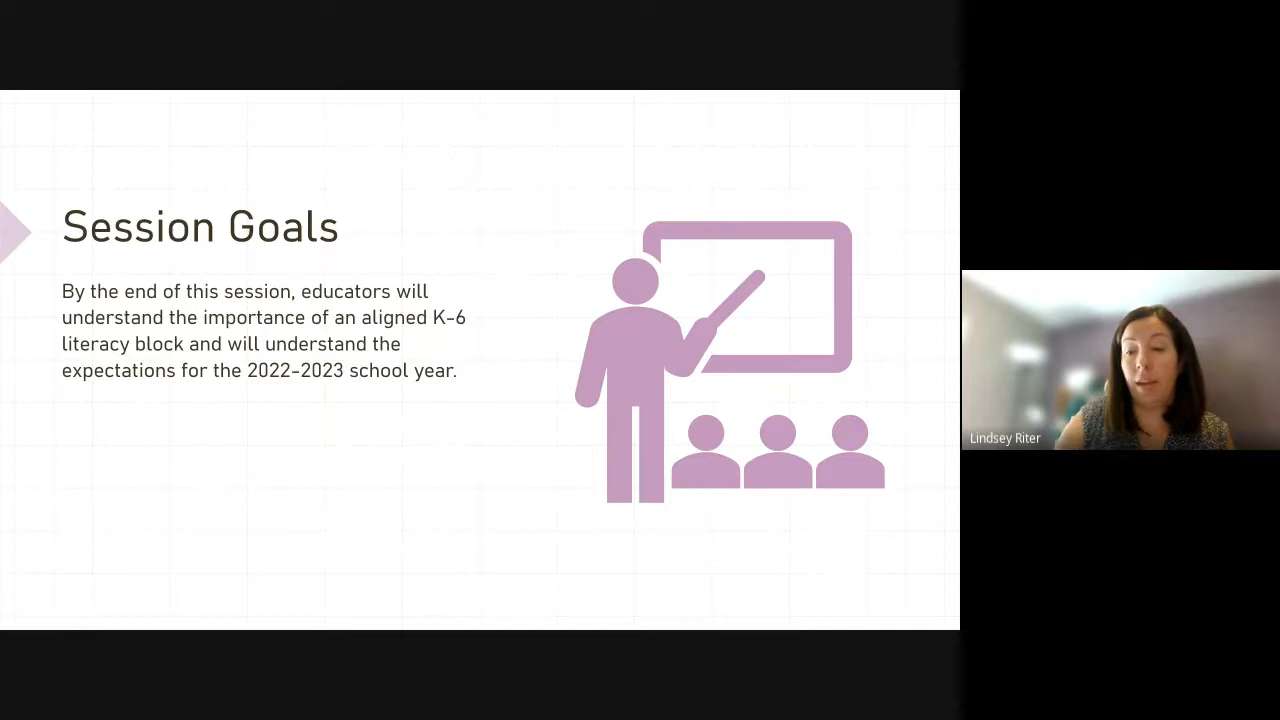 Session Goals
By the end of this session, educators will
understand the importance of an aligned K-6
literacy block and will understand the
expectations for the 2022-2023 school year.
Lindsey Riter